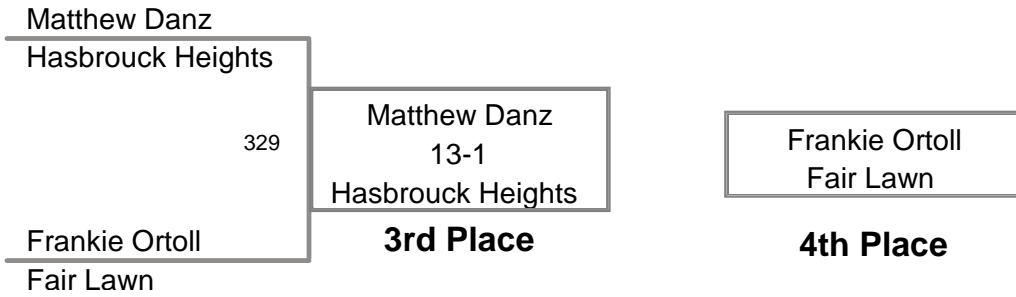 Matthew Danz
Hasbrouck Heights
329
Frankie Ortoll
Fair Lawn
Matthew Danz
13-1
Hasbrouck Heights
3rd Place
Frankie Ortoll
Fair Lawn
4th Place